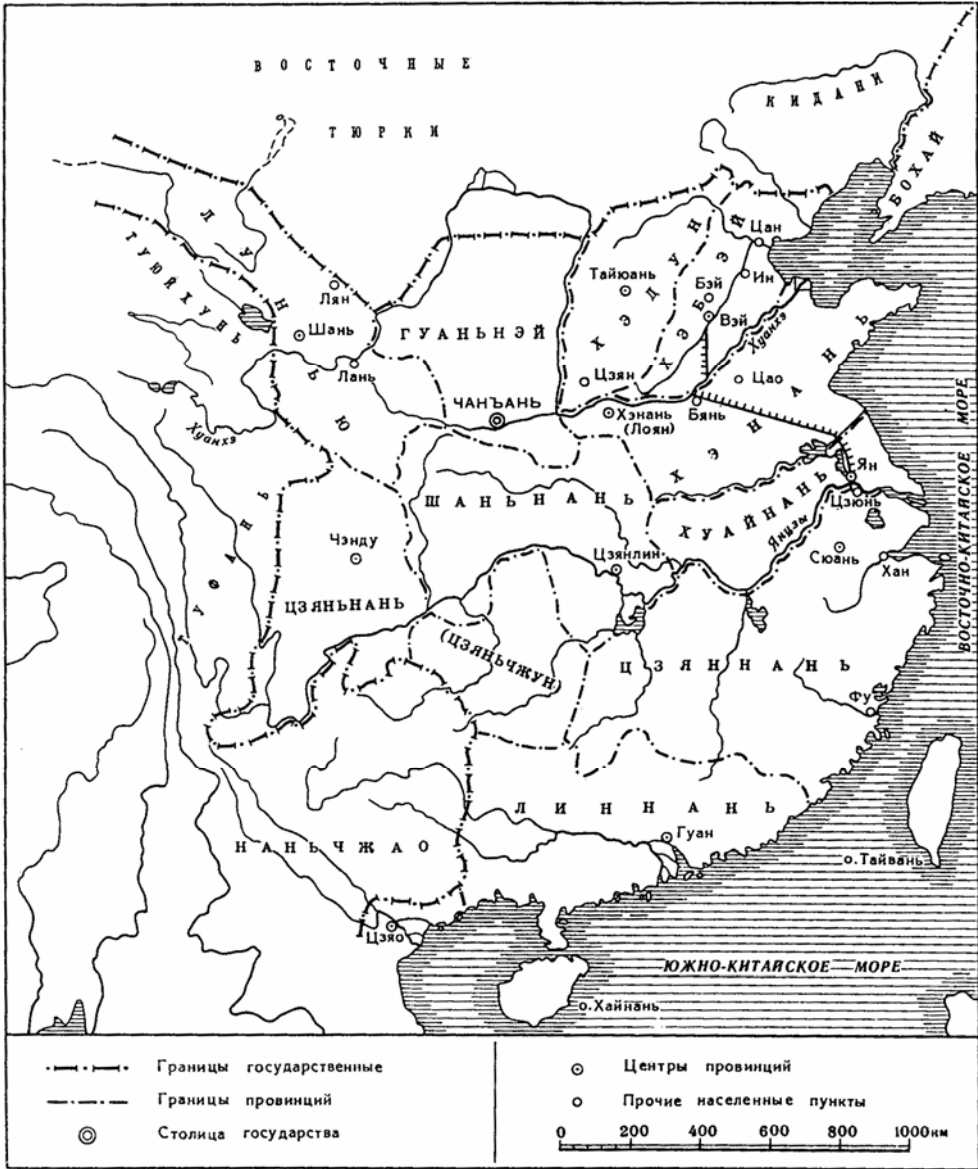 ВОСТОЧНЫЕ
ТЮРКИ
КИДАНИ
БОХАЙ
ТУЮЙХУНЬ
ЛУНЬЮ
Лян
Шань
Лань
Хуанхэ
ГУАНЬНЭЙ
ЧАНЪАНЬ
Тайюань
ХЭДУН
Цзян
ХЭБЭЙ
Цан
Ин
Бэй
Вэй
Хуанхэ
Цао
Хэнань
(Лоян)
Бянь
ХЭНАНЬ
Ян
Цзюнь
ШАНЬНАНЬ
ХУАЙНАНЬ
Янцзы
Сюань
Хан
ТУФАНЬ
Чэнду
ЦЗЯНЬНАНЬ
Цзянлин
(ЦЗЯНЬЧЖУН)
ЦЗЯННАНЬ
Фу
ЛИННАНЬ
Гуан
НАНЬЧЖАО
Цзяо
о.Тайвань
о.Хайнань
ВОСТОЧНО-КИТАЙСКОЕ МОРЕ
ЮЖНО-КИТАЙСКОЕ МОРЕ
Границы государственные
Границы провинций
Столица государства
Центры провинций
Прочие населенные пункты
0 200 400 600 800 1000км